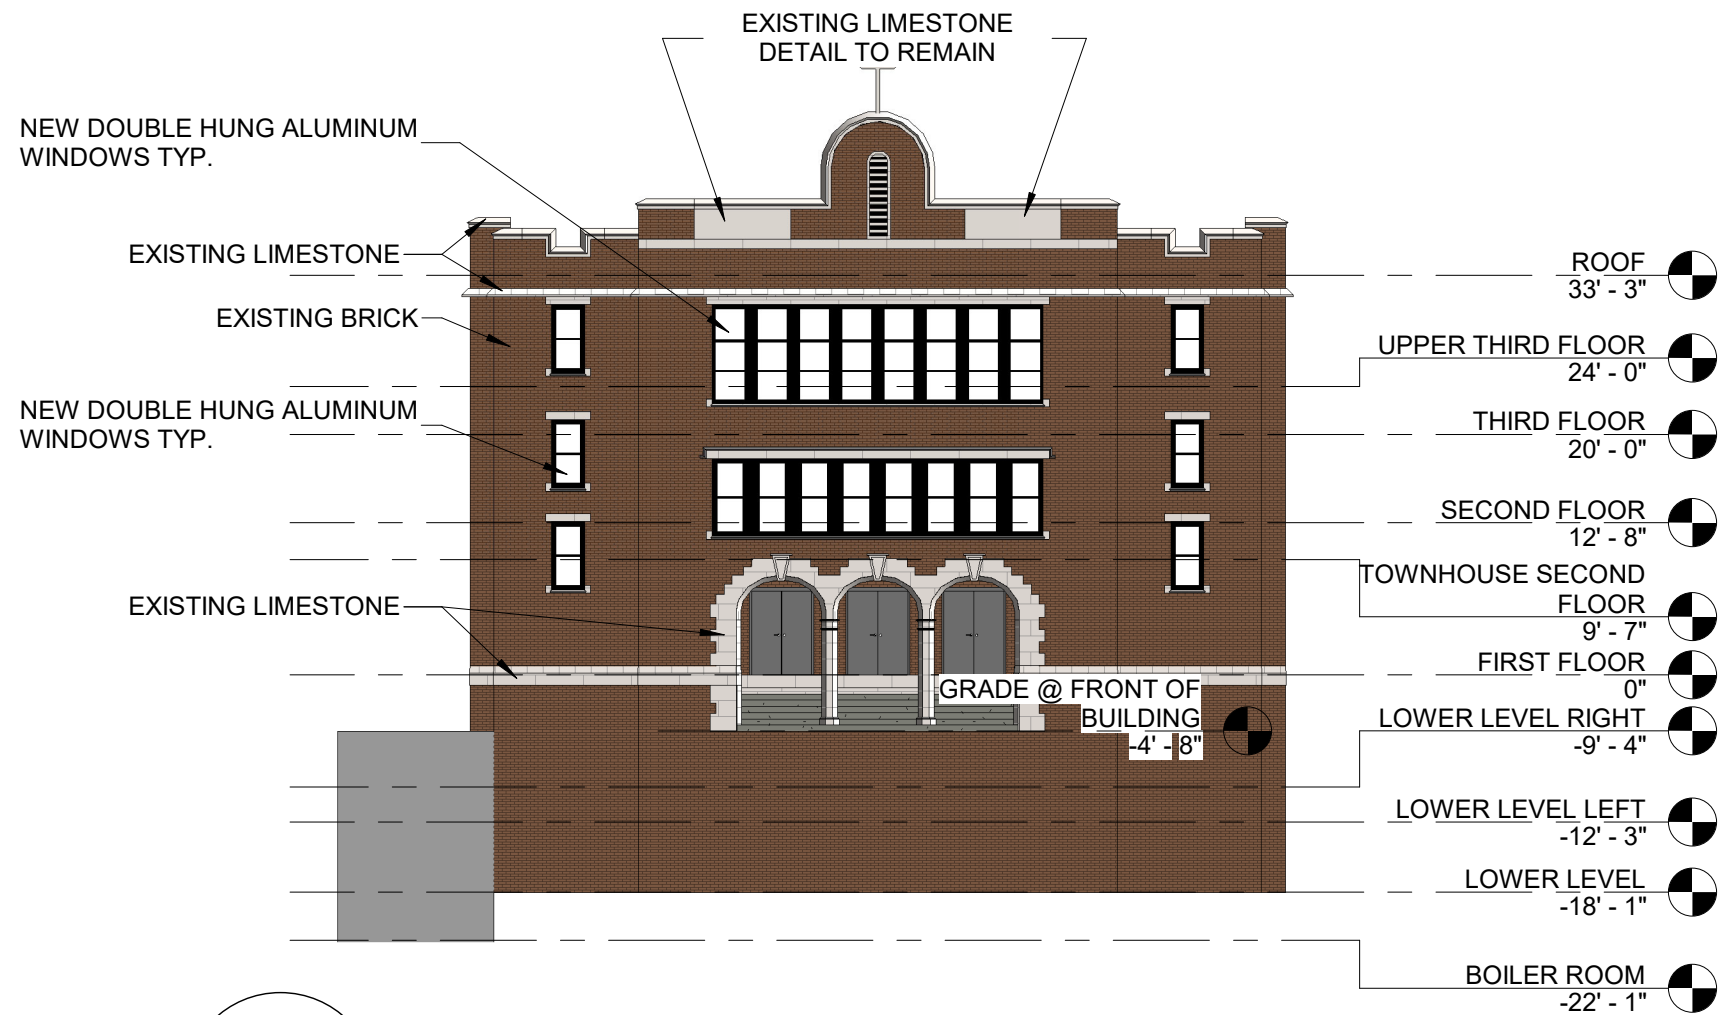 EXISTING LIMESTONE
DETAIL TO REMAIN
NEW DOUBLE HUNG ALUMINUM
WINDOWS TYP.
EXISTING LIMESTONE
EXISTING BRICK
NEW DOUBLE HUNG ALUMINUM
WINDOWS TYP.
EXISTING LIMESTONE
ROOF
33' - 3"
UPPER THIRD FLOOR
24' - 0"
THIRD FLOOR
20' - 0"
SECOND FLOOR
12' - 8"
TOWNHOUSE SECOND
FLOOR
9' - 7"
FIRST FLOOR
0"
GRADE @ FRONT OF
BUILDING
-4' - 8"
LOWER LEVEL RIGHT
-9' - 4"
LOWER LEVEL LEFT
-12' - 3"
LOWER LEVEL
-18' - 1"
BOILER ROOM
-22' - 1"